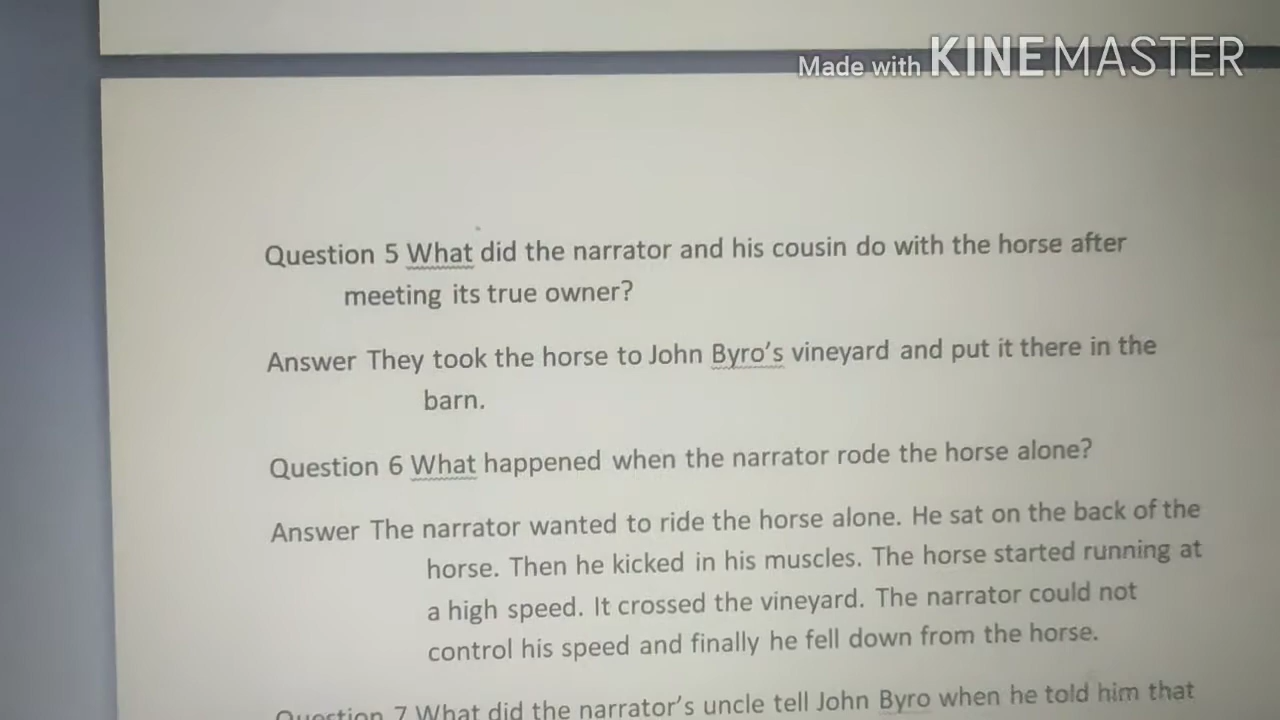 Made with KINEMASTER
Question 5 What did the narrator and his cousin do with the horse after
meeting its true owner?
Answer They took the horse to John Byro's vineyard and put it there in the
barn.
Question 6 What happened when the narrator rode the horse alone?
Answer The narrator wanted to ride the horse alone. He sat on the back of the
horse. Then he kicked in his muscles. The horse started running at
a high speed. It crossed the vineyard. The narrator could not
control his speed and finally he fell down from the horse.
Question 7 What did the narrator's uncle tell John Byro when he told him that